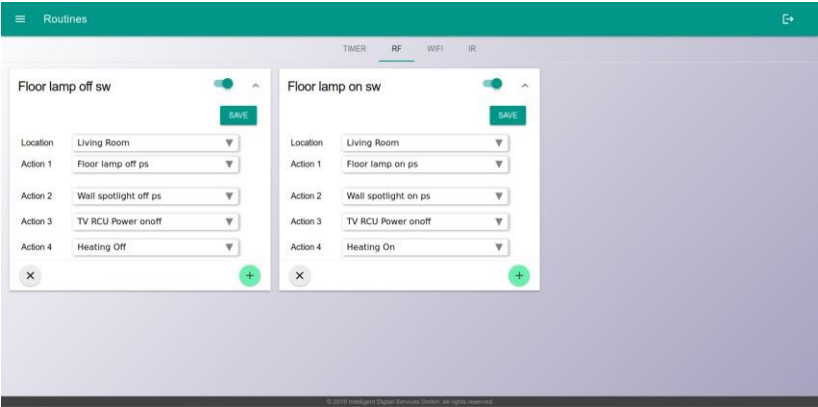 Routines
TIMER RF WIFI IR
Floor lamp off sw
SAVE
Location Living Room
Action 1 Floor lamp off ps
Action 2 Wall spotlight off ps
Action 3 TV RCU Power onoff
Action 4 Heating Off
Floor lamp on sw
SAVE
Location Living Room
Action 1 Floor lamp on ps
Action 2 Wall spotlight on ps
Action 3 TV RCU Power onoff
Action 4 Heating On
© 2019 Intelligent Digital Services GmbH. All rights reserved.